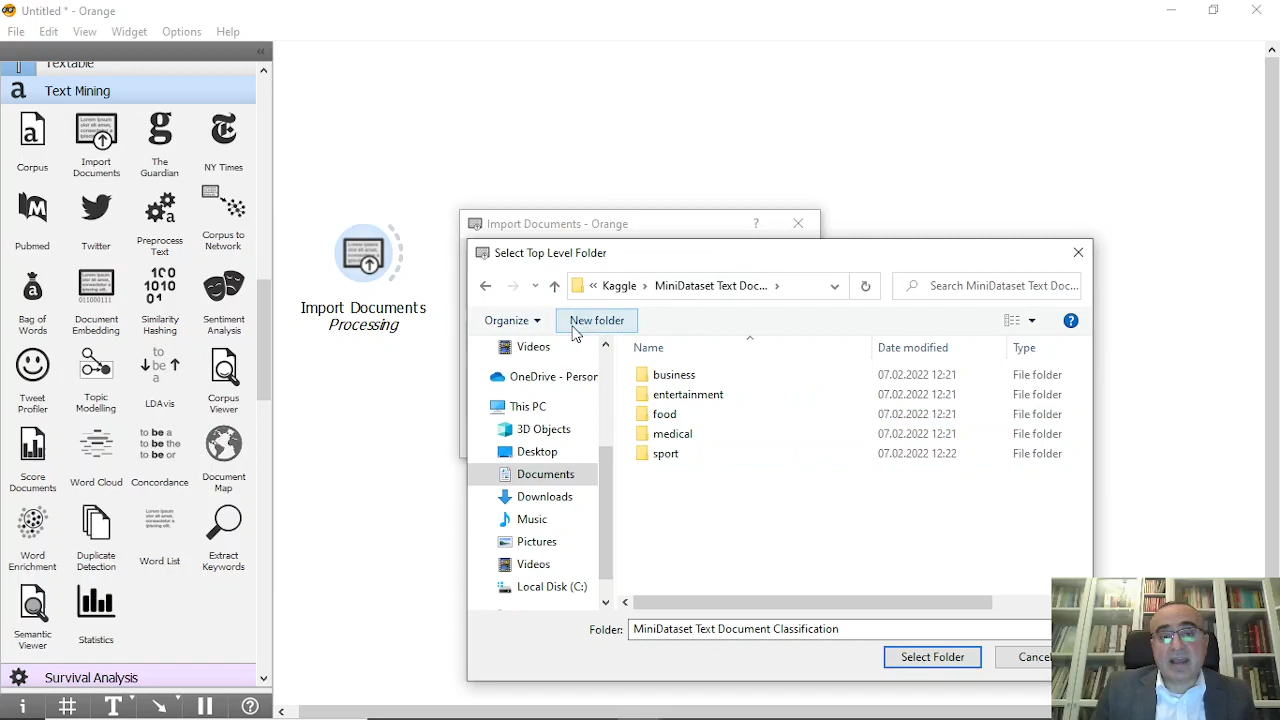 Untitled * - Orange
File Edit View Widget Options Help
Textable
Text Mining
Corpus
Import Documents
The Guardian
NY Times
Pubmed
Twitter
Preprocess Text
Corpus to Network
Bag of Words
Document Embedding
Similarity Hashing
Sentiment Analysis
Tweet Profiler
Topic Modelling
LDAvis
Corpus Viewer
Score Documents
Word Cloud
Concordance
Document Map
Word Enrichment
Duplicate Detection
Word List
Extract Keywords
Semantic Viewer
Statistics
Survival Analysis
Import Documents
Processing
Import Documents - Orange
Select Top Level Folder
« Kaggle › MiniDataset Text Doc... ›
Search MiniDataset Text Doc...
Organize
New folder
Videos
OneDrive - Person
This PC
3D Objects
Desktop
Documents
Downloads
Music
Pictures
Videos
Local Disk (C:)
Name Date modified Type
business 07.02.2022 12:21 File folder
entertainment 07.02.2022 12:21 File folder
food 07.02.2022 12:21 File folder
medical 07.02.2022 12:21 File folder
sport 07.02.2022 12:22 File folder
Folder: MiniDataset Text Document Classification
Select Folder
Cance